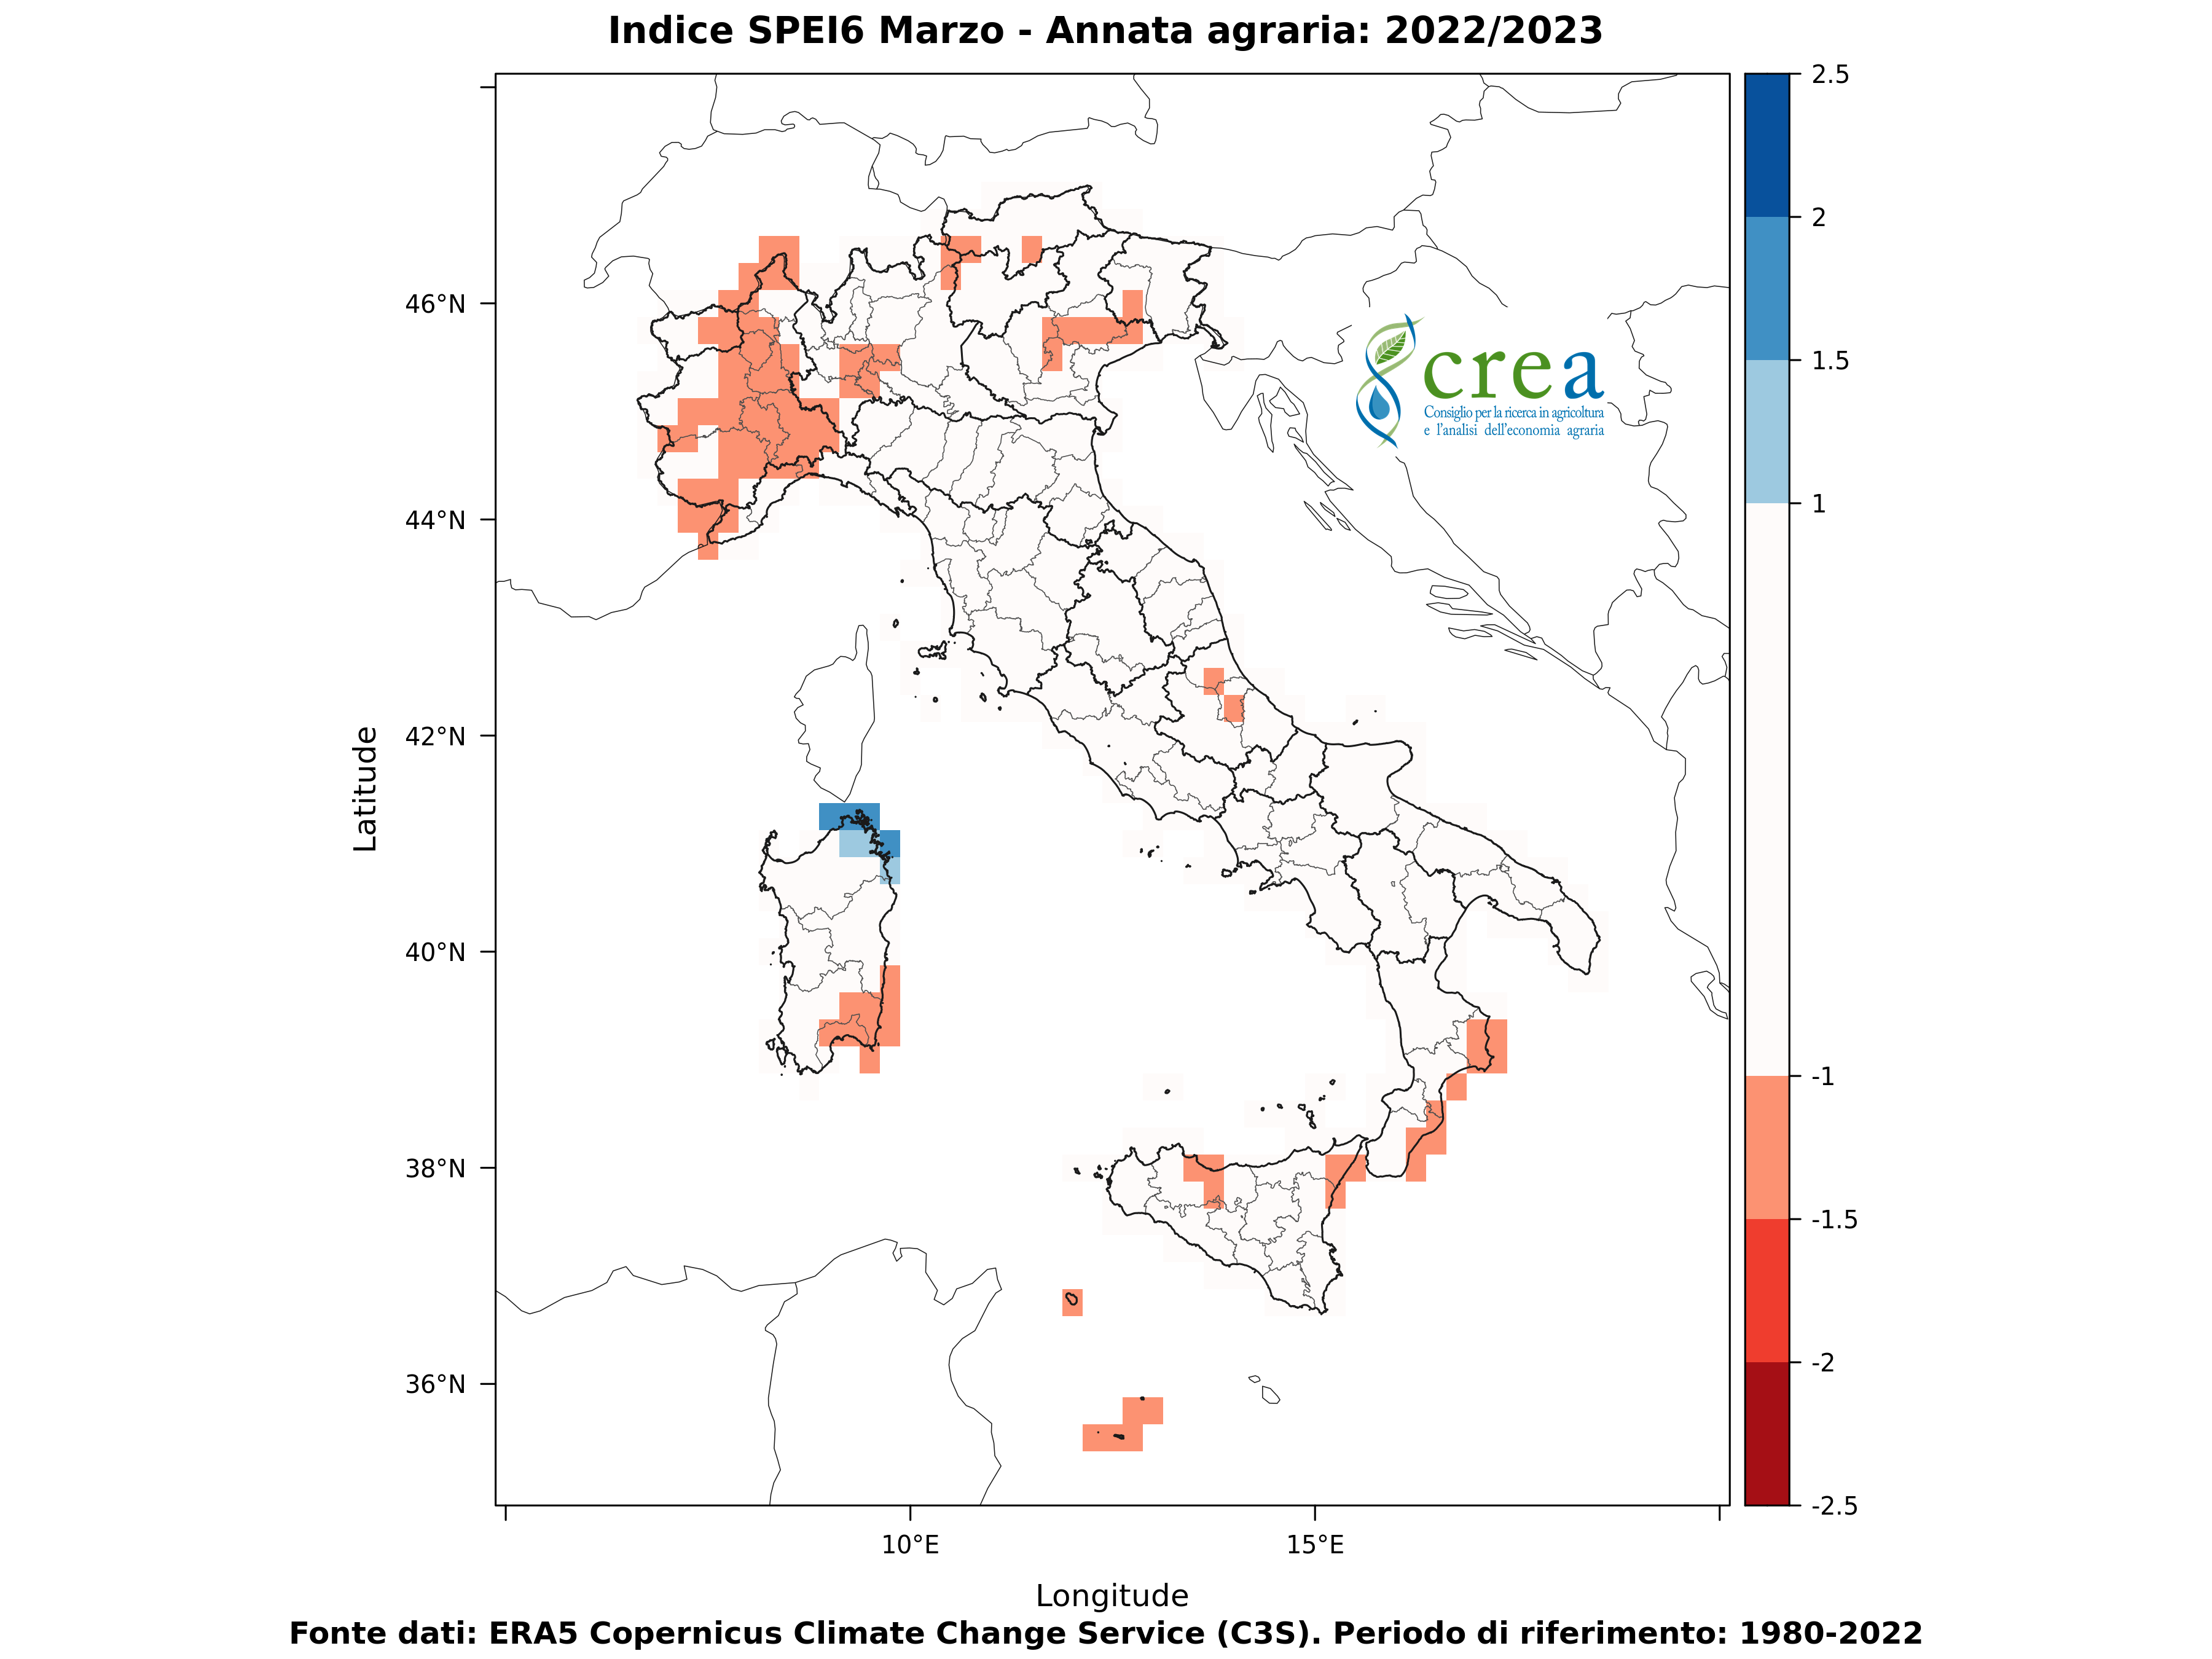 Indice SPEI6 Marzo - Annata agraria: 2022/2023
2.5
2
1.5
1
-1
-1.5
-2
-2.5
46°N
44°N
42°N
40°N
38°N
36°N
Latitude
crea
Consiglio per la ricerca in agricoltura
e l'analisi dell'economia agraria
10°E
15°E
Longitude
Fonte dati: ERA5 Copernicus Climate Change Service (C3S). Periodo di riferimento: 1980-2022